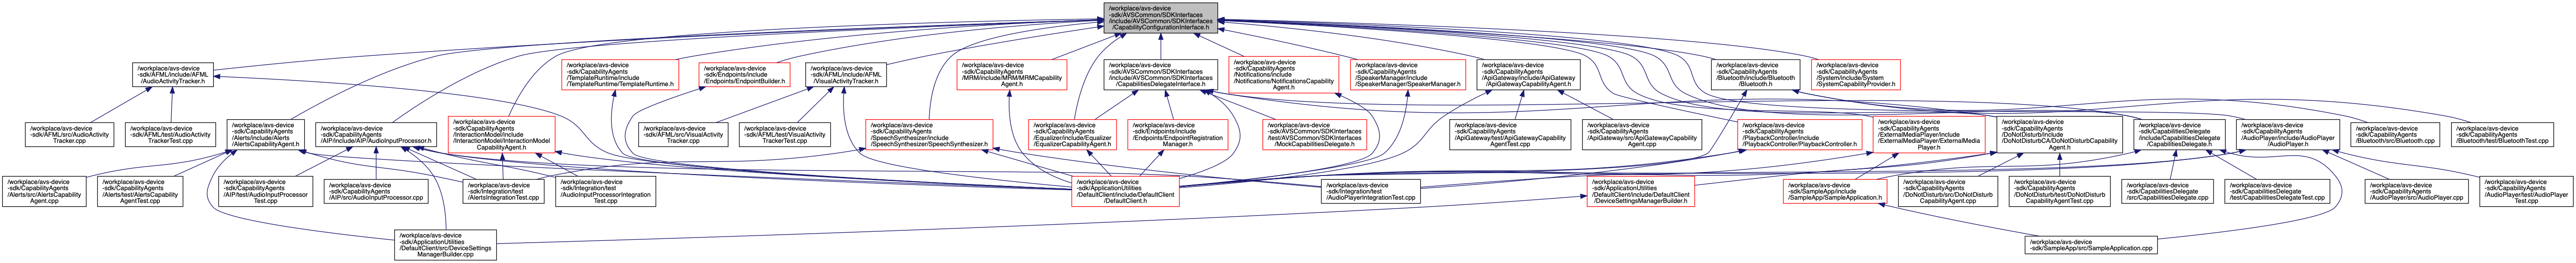 /workplace/avs-device
-sdk/AVSCommon/SDKInterfaces
/include/AVSCommon/SDKInterfaces
/CapabilityConfigurationInterface.h
/workplace/avs-device
-sdk/AFML/include/AFML
/AudioActivityTracker.h
/workplace/avs-device
-sdk/CapabilityAgents
/TemplateRuntime/include
/TemplateRuntime/TemplateRuntime.h
/workplace/avs-device
-sdk/Endpoints/include
/Endpoints/EndpointBuilder.h
/workplace/avs-device
-sdk/AFML/include/AFML
/VisualActivityTracker.h
/workplace/avs-device
-sdk/CapabilityAgents
/MRM/include/MRM/MRMCapability
Agent.h
/workplace/avs-device
-sdk/AVSCommon/SDKInterfaces
/include/AVSCommon/SDKInterfaces
/CapabilitiesDelegateInterface.h
/workplace/avs-device
-sdk/CapabilityAgents
/Notifications/include
/Notifications/NotificationsCapability
Agent.h
/workplace/avs-device
-sdk/CapabilityAgents
/SpeakerManager/include
/SpeakerManager/SpeakerManager.h
/workplace/avs-device
-sdk/CapabilityAgents
/ApiGateway/include/ApiGateway
/ApiGatewayCapabilityAgent.h
/workplace/avs-device
-sdk/CapabilityAgents
/Bluetooth/include/Bluetooth
/Bluetooth.h
/workplace/avs-device
-sdk/CapabilityAgents
/System/include/System
/SystemCapabilityProvider.h
/workplace/avs-device
-sdk/AFML/src/AudioActivity
Tracker.cpp
/workplace/avs-device
-sdk/AFML/test/AudioActivity
TrackerTest.cpp
/workplace/avs-device
-sdk/CapabilityAgents
/Alerts/include/Alerts
/AlertsCapabilityAgent.h
/workplace/avs-device
-sdk/CapabilityAgents
/AIP/include/AIP/AudioInputProcessor.h
/workplace/avs-device
-sdk/CapabilityAgents
/InteractionModel/include
/InteractionModel/InteractionModel
CapabilityAgent.h
/workplace/avs-device
-sdk/AFML/src/VisualActivity
Tracker.cpp
/workplace/avs-device
-sdk/AFML/test/VisualActivity
TrackerTest.cpp
/workplace/avs-device
-sdk/CapabilityAgents
/SpeechSynthesizer/include
/SpeechSynthesizer/SpeechSynthesizer.h
/workplace/avs-device
-sdk/CapabilityAgents
/Equalizer/include/Equalizer
/EqualizerCapabilityAgent.h
/workplace/avs-device
-sdk/Endpoints/include
/Endpoints/EndpointRegistration
Manager.h
/workplace/avs-device
-sdk/AVSCommon/SDKInterfaces
/test/AVSCommon/SDKInterfaces
/MockCapabilitiesDelegate.h
/workplace/avs-device
-sdk/CapabilityAgents
/ApiGateway/test/ApiGatewayCapability
AgentTest.cpp
/workplace/avs-device
-sdk/CapabilityAgents
/ApiGateway/src/ApiGatewayCapability
Agent.cpp
/workplace/avs-device
-sdk/CapabilityAgents
/PlaybackController/include
/PlaybackController/PlaybackController.h
/workplace/avs-device
-sdk/CapabilityAgents
/ExternalMediaPlayer/include
/ExternalMediaPlayer/ExternalMedia
Player.h
/workplace/avs-device
-sdk/CapabilityAgents
/DoNotDisturb/include
/DoNotDisturbCA/DoNotDisturbCapability
Agent.h
/workplace/avs-device
-sdk/CapabilitiesDelegate
/include/CapabilitiesDelegate
/CapabilitiesDelegate.h
/workplace/avs-device
-sdk/CapabilityAgents
/AudioPlayer/include/AudioPlayer
/AudioPlayer.h
/workplace/avs-device
-sdk/CapabilityAgents
/Bluetooth/src/Bluetooth.cpp
/workplace/avs-device
-sdk/CapabilityAgents
/Bluetooth/test/BluetoothTest.cpp
/workplace/avs-device
-sdk/CapabilityAgents
/Alerts/src/AlertsCapability
Agent.cpp
/workplace/avs-device
-sdk/CapabilityAgents
/Alerts/test/AlertsCapability
AgentTest.cpp
/workplace/avs-device
-sdk/CapabilityAgents
/AIP/test/AudioInputProcessor
Test.cpp
/workplace/avs-device
-sdk/CapabilityAgents
/AIP/src/AudioInputProcessor.cpp
/workplace/avs-device
-sdk/Integration/test
/AlertsIntegrationTest.cpp
/workplace/avs-device
-sdk/Integration/test
/AudioInputProcessorIntegration
Test.cpp
/workplace/avs-device
-sdk/ApplicationUtilities
/DefaultClient/include/DefaultClient
/DefaultClient.h
/workplace/avs-device
-sdk/Integration/test
/AudioPlayerIntegrationTest.cpp
/workplace/avs-device
-sdk/ApplicationUtilities
/DefaultClient/include/DefaultClient
/DeviceSettingsManagerBuilder.h
/workplace/avs-device
-sdk/SampleApp/include
/SampleApp/SampleApplication.h
/workplace/avs-device
-sdk/CapabilityAgents
/DoNotDisturb/src/DoNotDisturb
CapabilityAgent.cpp
/workplace/avs-device
-sdk/CapabilityAgents
/DoNotDisturb/test/DoNotDisturb
CapabilityAgentTest.cpp
/workplace/avs-device
-sdk/CapabilitiesDelegate
/src/CapabilitiesDelegate.cpp
/workplace/avs-device
-sdk/CapabilitiesDelegate
/test/CapabilitiesDelegateTest.cpp
/workplace/avs-device
-sdk/CapabilityAgents
/AudioPlayer/src/AudioPlayer.cpp
/workplace/avs-device
-sdk/CapabilityAgents
/AudioPlayer/test/AudioPlayer
Test.cpp
/workplace/avs-device
-sdk/ApplicationUtilities
/DefaultClient/src/DeviceSettings
ManagerBuilder.cpp
/workplace/avs-device
-sdk/SampleApp/src/SampleApplication.cpp